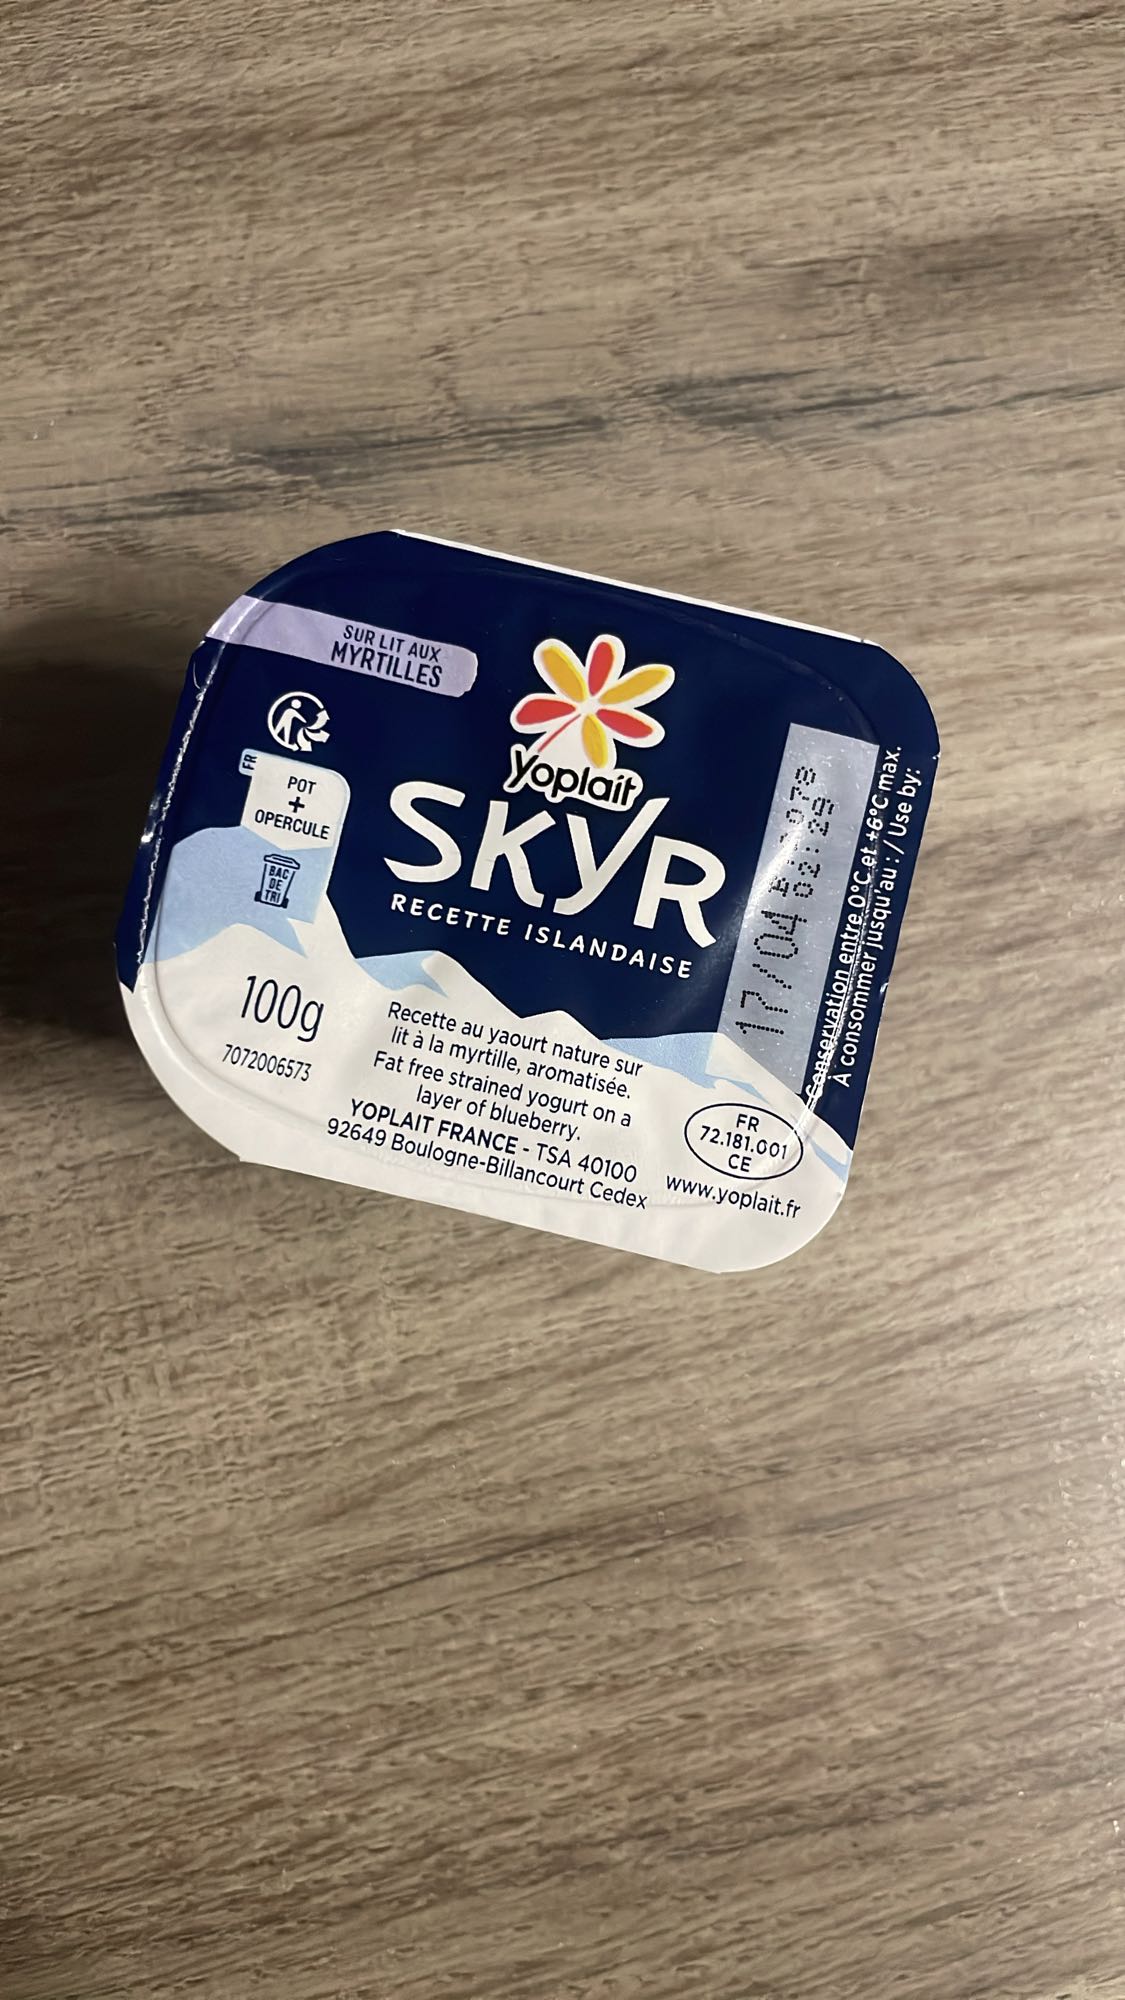 SUR LIT AUX
MYRTILLES
Yoplait
SKYR
RECETTE ISLANDAISE
FR
POT
+
OPERCULE
BAC
DE
TRI
100g
7072006573
Recette au yaourt nature sur
lit à la myrtille, aromatisée.
Fat free strained yogurt on a
layer of blueberry.
YOPLAIT FRANCE - TSA 40100
92649 Boulogne-Billancourt Cedex
FR
72.181.001
CE
www.yoplait.fr
17/04
02:29
Conservation entre 0°C et +6°C max.
À consommer jusqu'au : / Use by: